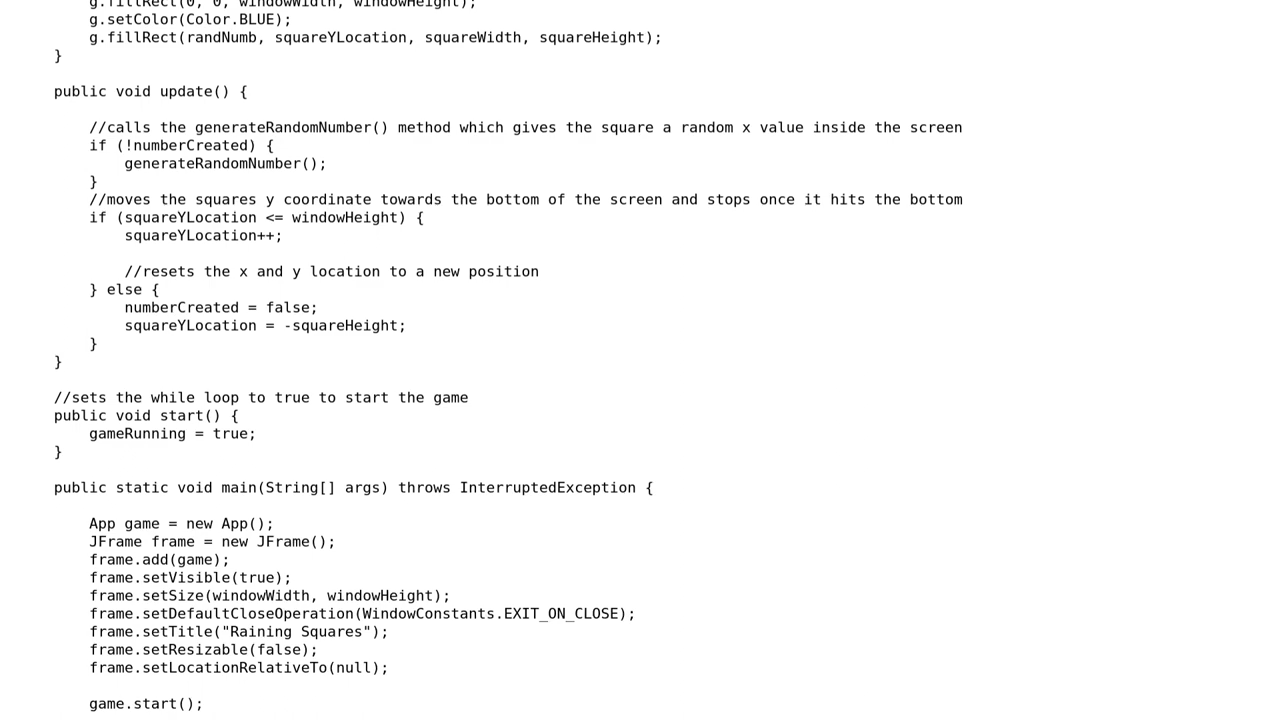 g.fillRect(0, 0, windowWidth, windowHeight);
g.setColor(Color.BLUE);
g.fillRect(randNumb, squareYLocation, squareWidth, squareHeight);
}
public void update() {
//calls the generateRandomNumber() method which gives the square a random x value inside the screen
if (!numberCreated) {
generateRandomNumber();
}
//moves the squares y coordinate towards the bottom of the screen and stops once it hits the bottom
if (squareYLocation <= windowHeight) {
squareYLocation++;
//resets the x and y location to a new position
} else {
numberCreated = false;
squareYLocation = -squareHeight;
}
}
//sets the while loop to true to start the game
public void start() {
gameRunning = true;
}
public static void main(String[] args) throws InterruptedException {
App game = new App();
JFrame frame = new JFrame();
frame.add(game);
frame.setVisible(true);
frame.setSize(windowWidth, windowHeight);
frame.setDefaultCloseOperation(WindowConstants.EXIT_ON_CLOSE);
frame.setTitle("Raining Squares");
frame.setResizable(false);
frame.setLocationRelativeTo(null);
game.start();